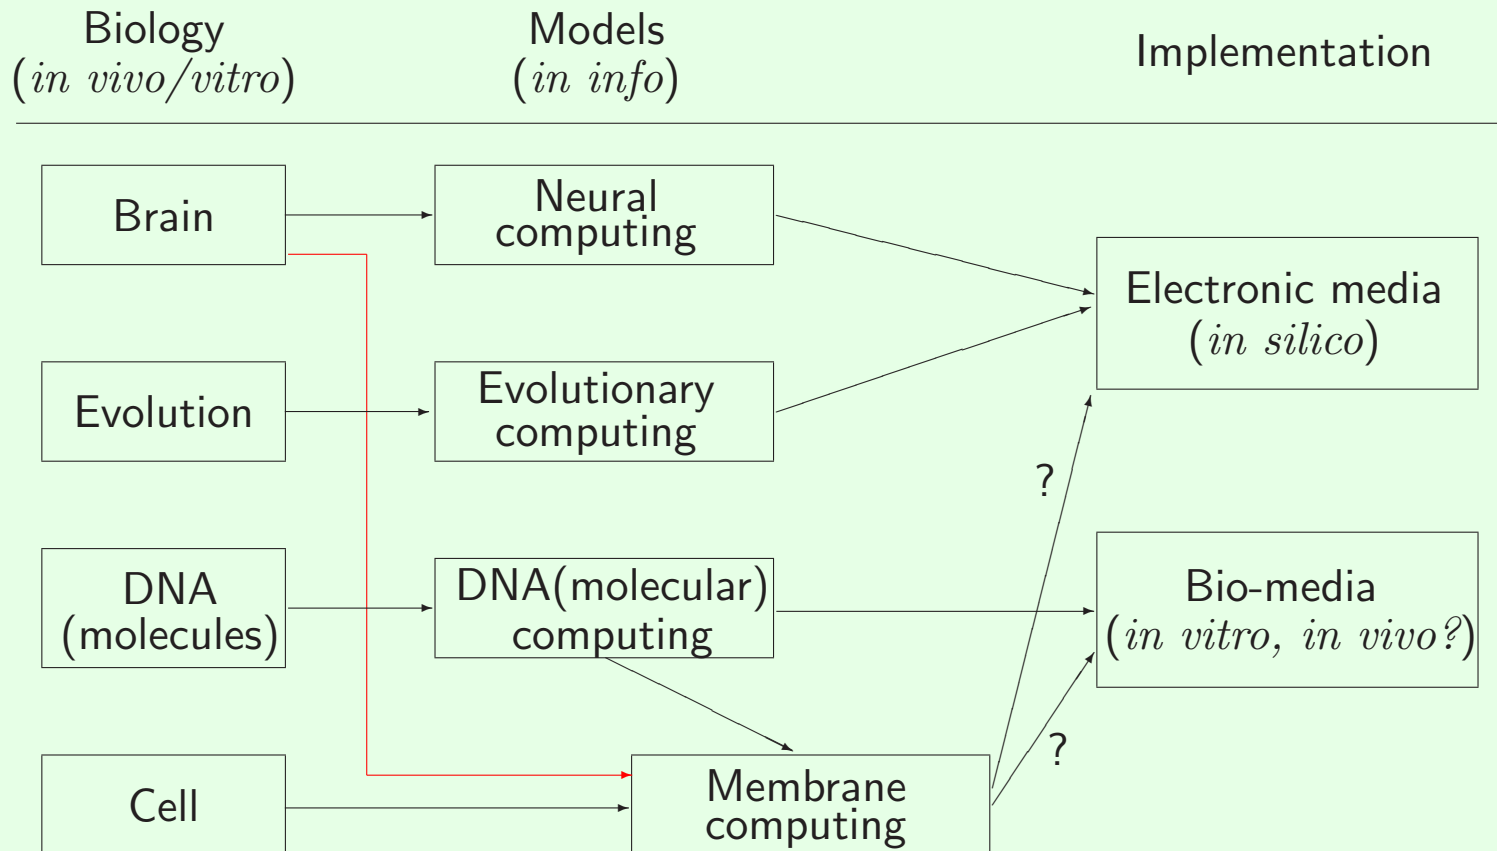 Biology
(in vivo/vitro)
Models
(in info)
Implementation
Brain
Neural
computing
Electronic media
(in silico)
Evolution
Evolutionary
computing
?
DNA
(molecules)
DNA(molecular)
computing
Bio-media
(in vitro, in vivo?)
?
Cell
Membrane
computing